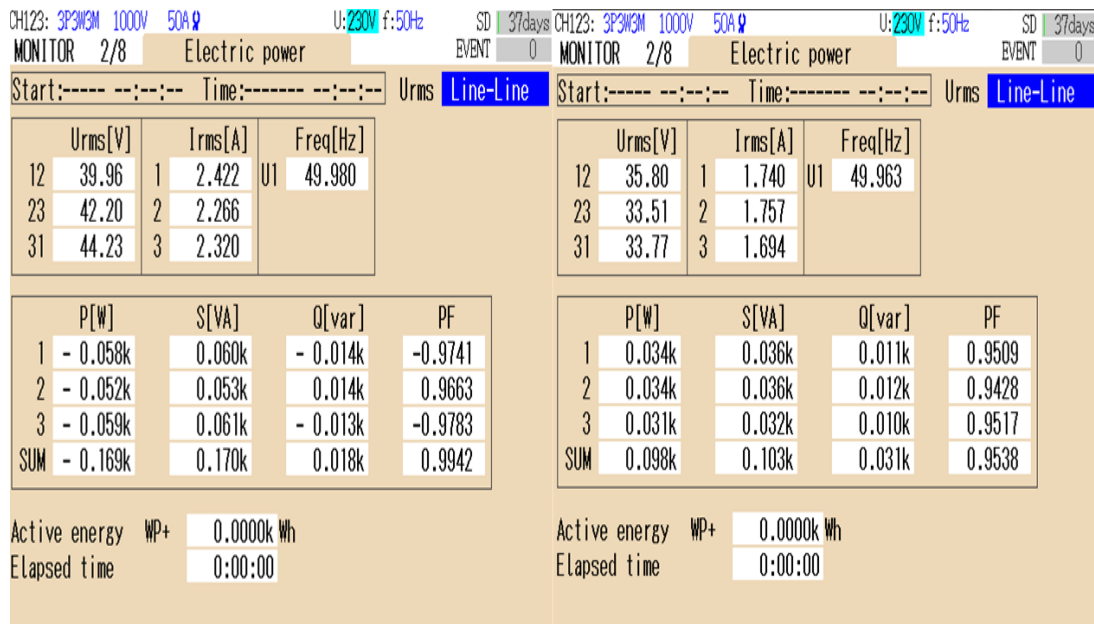 CH123: 3P3W3M 1000V 50A U:230V f:50Hz SD 37days
MONITOR 2/8 Electric power EVENT 0
Start:----- --:--:-- Time:------- --:--:-- Urms Line-Line
Urms[V] Irms[A] Freq[Hz]
12 39.96 1 2.422 U1 49.980
23 42.20 2 2.266
31 44.23 3 2.320
P[W] S[VA] Q[var] PF
1 - 0.058k 0.060k - 0.014k -0.9741
2 - 0.052k 0.053k 0.014k 0.9663
3 - 0.059k 0.061k - 0.013k -0.9783
SUM - 0.169k 0.170k 0.018k 0.9942
Active energy WP+ 0.0000k Wh
Elapsed time 0:00:00
CH123: 3P3W3M 1000V 50A U:230V f:50Hz SD 37days
MONITOR 2/8 Electric power EVENT 0
Start:----- --:--:-- Time:------- --:--:-- Urms Line-Line
Urms[V] Irms[A] Freq[Hz]
12 35.80 1 1.740 U1 49.963
23 33.51 2 1.757
31 33.77 3 1.694
P[W] S[VA] Q[var] PF
1 0.034k 0.036k 0.011k 0.9509
2 0.034k 0.036k 0.012k 0.9428
3 0.031k 0.032k 0.010k 0.9517
SUM 0.098k 0.103k 0.031k 0.9538
Active energy WP+ 0.0000k Wh
Elapsed time 0:00:00